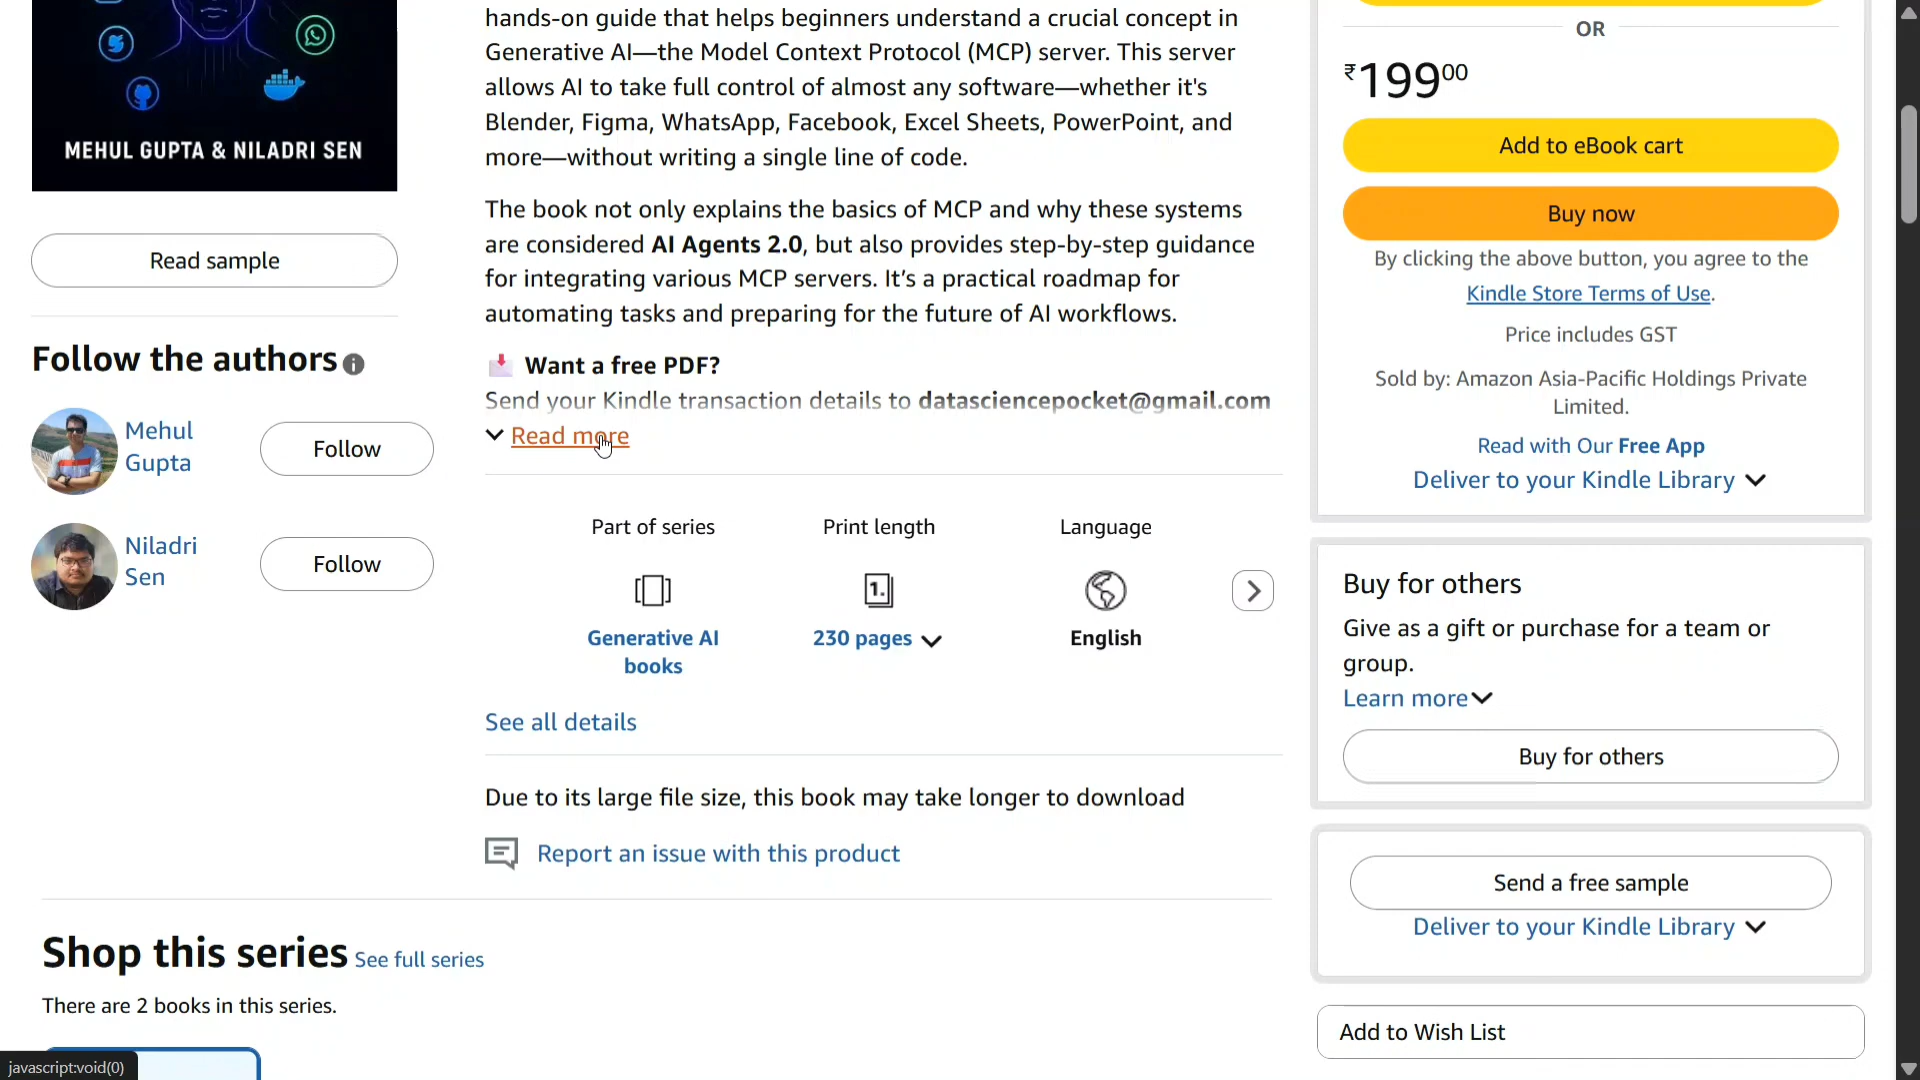 MEHUL GUPTA & NILADRI SEN
Read sample
Follow the authors
Mehul
Gupta
Follow
Niladri
Sen
Follow
hands-on guide that helps beginners understand a crucial concept in
Generative AI—the Model Context Protocol (MCP) server. This server
allows AI to take full control of almost any software—whether it's
Blender, Figma, WhatsApp, Facebook, Excel Sheets, PowerPoint, and
more—without writing a single line of code.
The book not only explains the basics of MCP and why these systems
are considered AI Agents 2.0, but also provides step-by-step guidance
for integrating various MCP servers. It’s a practical roadmap for
automating tasks and preparing for the future of AI workflows.
Want a free PDF?
Send your Kindle transaction details to datasciencepocket@gmail.com
Read more
Part of series
Generative AI
books
Print length
1.
230 pages
Language
English
See all details
Due to its large file size, this book may take longer to download
Report an issue with this product
OR
₹19900
Add to eBook cart
Buy now
By clicking the above button, you agree to the
Kindle Store Terms of Use.
Price includes GST
Sold by: Amazon Asia-Pacific Holdings Private
Limited.
Read with Our Free App
Deliver to your Kindle Library
Buy for others
Give as a gift or purchase for a team or
group.
Learn more
Buy for others
Send a free sample
Deliver to your Kindle Library
Add to Wish List
Shop this series See full series
There are 2 books in this series.
javascript:void(0)